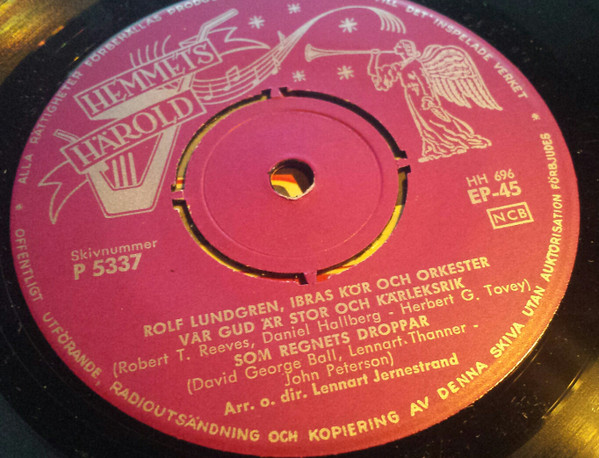 ALLA RÄTTIGHETER FÖRBEHÅLLAS PRODUC
TILL DET INSPELADE VERKET
HEMMETS
HÄROLD
Skivnummer
P 5337
HH 696
EP-45
NCB
ROLF LUNDGREN, IBRAS KÖR OCH ORKESTER
VÅR GUD ÄR STOR OCH KÄRLEKSRIK
(Robert T. Reeves, Daniel Hallberg - Herbert G. Tovey)
SOM REGNETS DROPPAR
(David George Ball, Lennart.Thanner -
John Peterson)
Arr. o. dir. Lennart Jernestrand
OFFENTLIGT UTFÖRANDE, RADIOUTSÄNDNING OCH KOPIERING AV DENNA SKIVA UTAN AUKTORISATION FÖRBJUDES